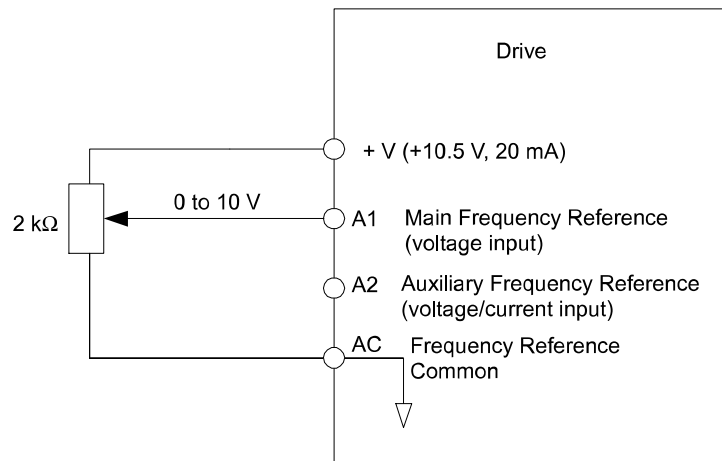 Drive
+ V (+10.5 V, 20 mA)
0 to 10 V
2 kΩ
A1 Main Frequency Reference
(voltage input)
A2 Auxiliary Frequency Reference
(voltage/current input)
AC Frequency Reference
Common